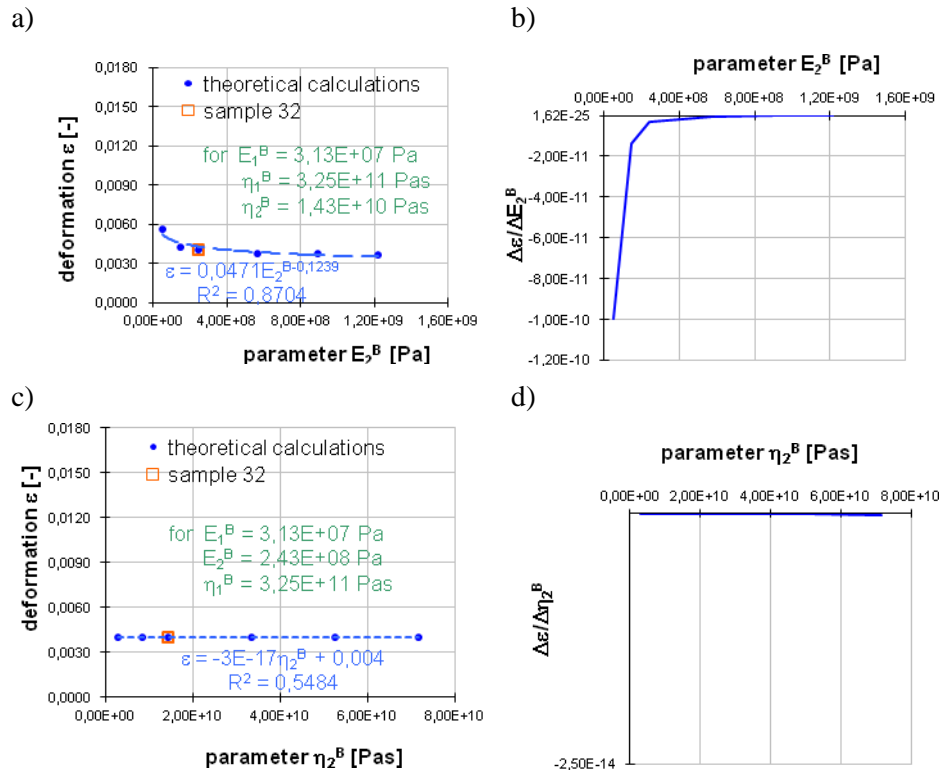 a)
0,0180
0,0150
0,0120
0,0090
0,0060
0,0030
0,0000
deformation ε [-]
theoretical calculations
sample 32
for E₁ᴮ = 3,13E+07 Pa
η₁ᴮ = 3,25E+11 Pas
η₂ᴮ = 1,43E+10 Pas
ε = 0,0471E₂ᴮ⁻⁰,¹²³⁹
R² = 0,8704
0,00E+00 4,00E+08 8,00E+08 1,20E+09 1,60E+09
parameter E₂ᴮ [Pa]
b)
parameter E₂ᴮ [Pa]
0,00E+00 4,00E+08 8,00E+08 1,20E+09 1,60E+09
1,62E-25
-2,00E-11
-4,00E-11
-6,00E-11
-8,00E-11
-1,00E-10
-1,20E-10
Δε/ΔE₂ᴮ
c)
0,0180
0,0150
0,0120
0,0090
0,0060
0,0030
0,0000
deformation ε [-]
theoretical calculations
sample 32
for E₁ᴮ = 3,13E+07 Pa
E₂ᴮ = 2,43E+08 Pa
η₁ᴮ = 3,25E+11 Pas
ε = -3E-17η₂ᴮ + 0,004
R² = 0,5484
0,00E+00 2,00E+10 4,00E+10 6,00E+10 8,00E+10
parameter η₂ᴮ [Pas]
d)
parameter η₂ᴮ [Pas]
0,00E+00 2,00E+10 4,00E+10 6,00E+10 8,00E+10
-2,50E-14
Δε/Δη₂ᴮ